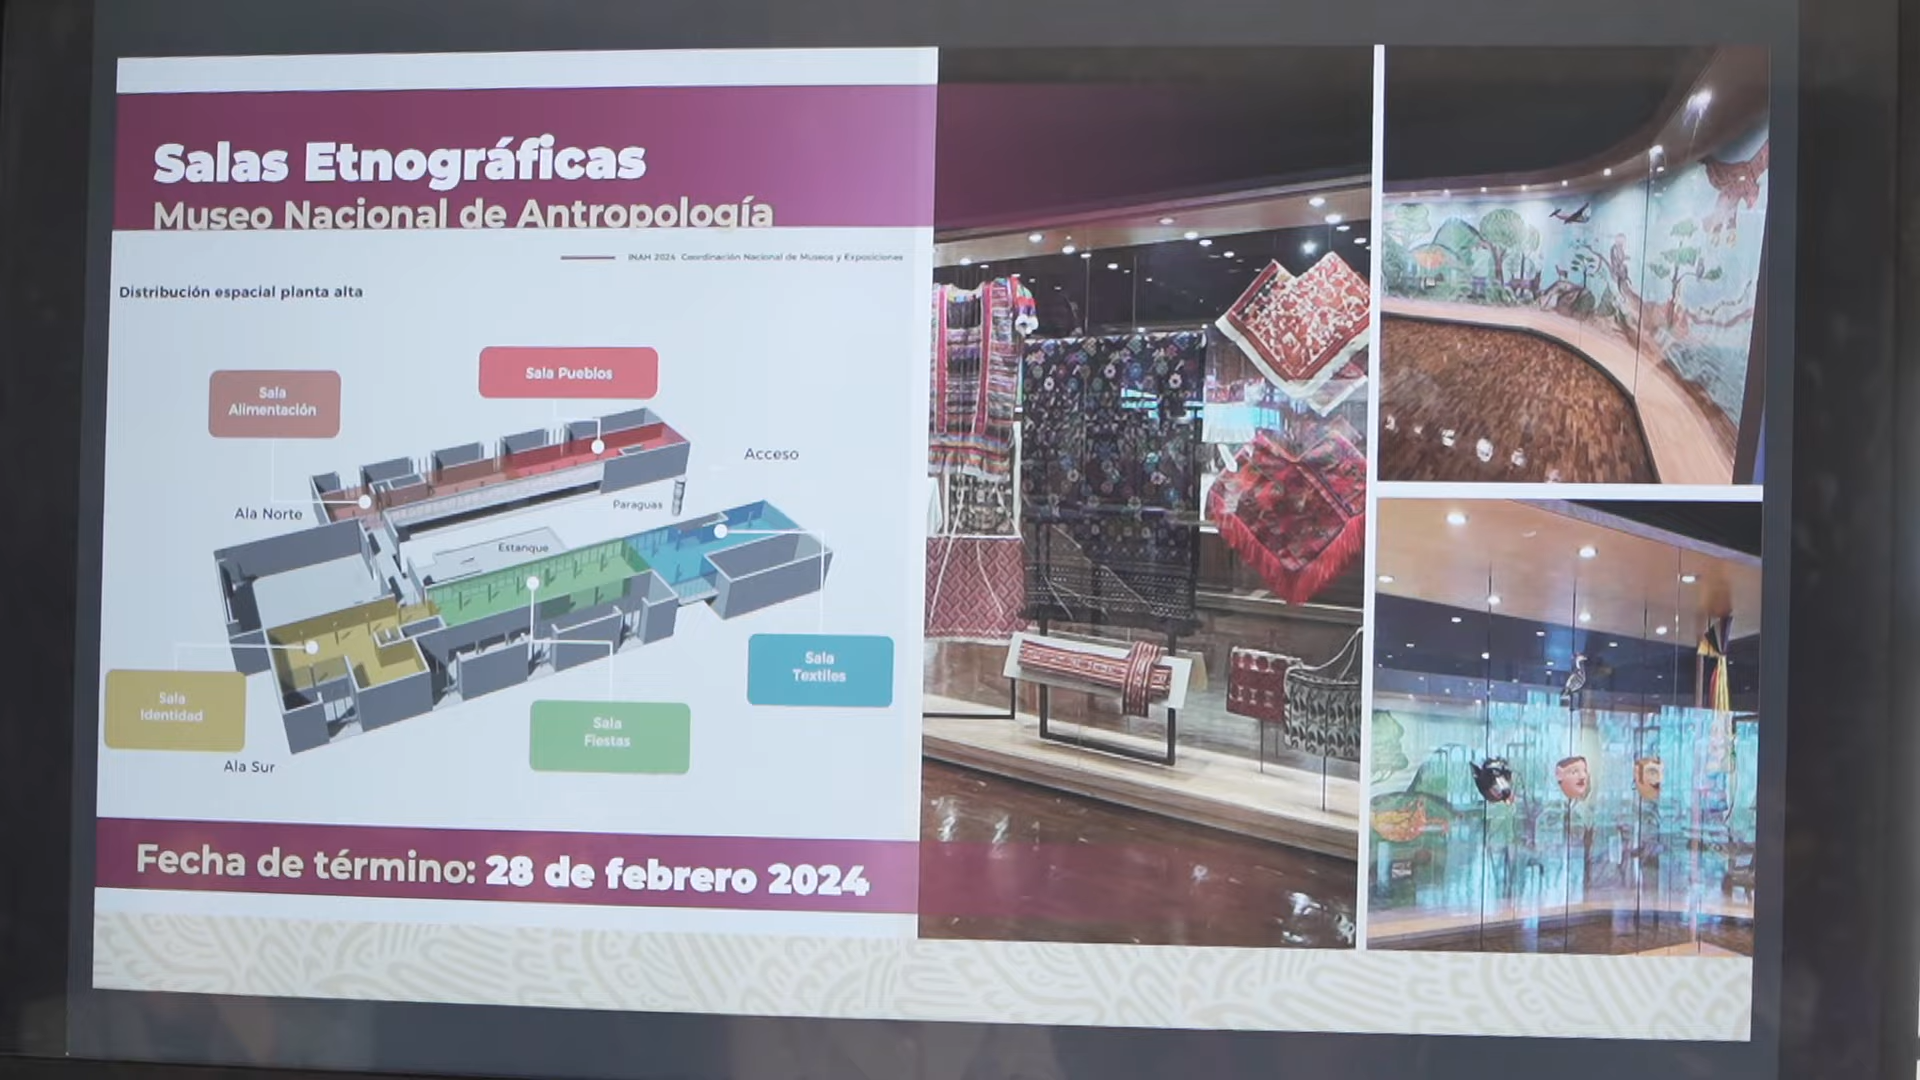 Salas Etnográficas
Museo Nacional de Antropología
INAH 2024 Coordinación Nacional de Museos y Exposiciones
Distribución espacial planta alta
Sala Pueblos
Sala
Alimentación
Acceso
Ala Norte
Paraguas
Estanque
Sala
Textiles
Sala
Identidad
Sala
Fiestas
Ala Sur
Fecha de término: 28 de febrero 2024